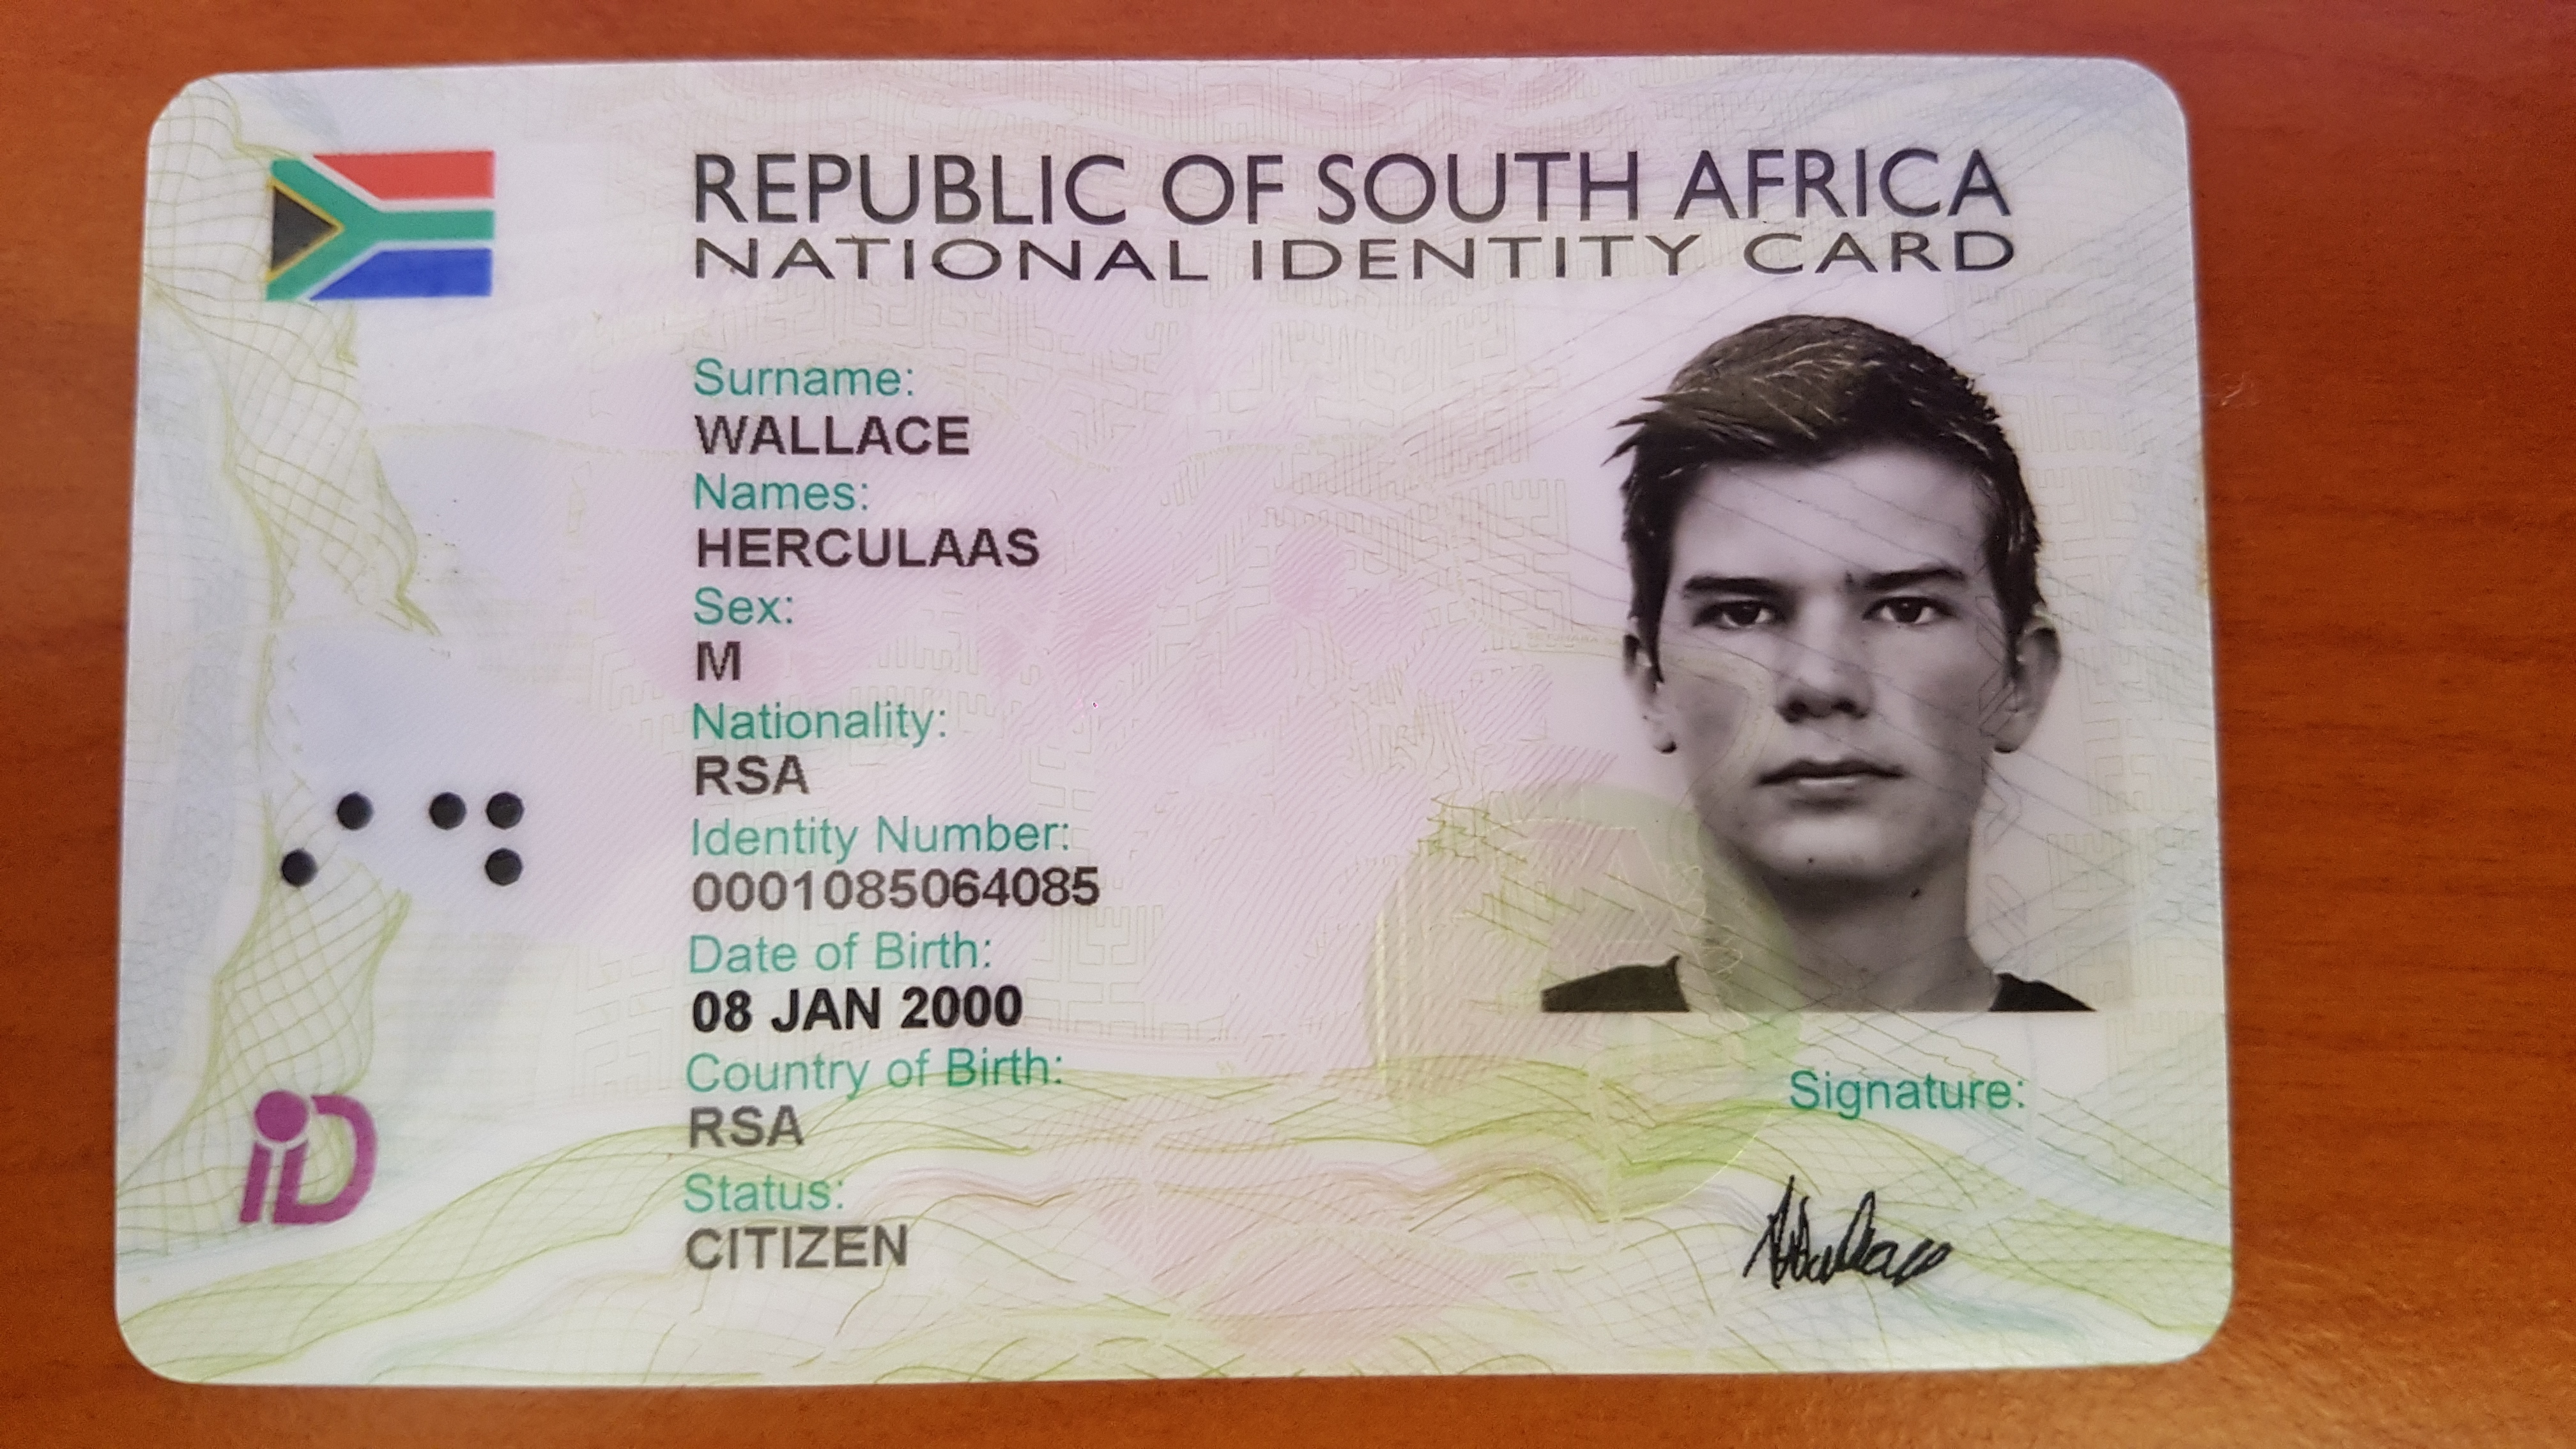 REPUBLIC OF SOUTH AFRICA
NATIONAL IDENTITY CARD
Surname:
WALLACE
Names:
HERCULAAS
Sex:
M
Nationality:
RSA
Identity Number:
0001085064085
Date of Birth:
08 JAN 2000
Country of Birth:
RSA
Status:
CITIZEN
Signature:
iD